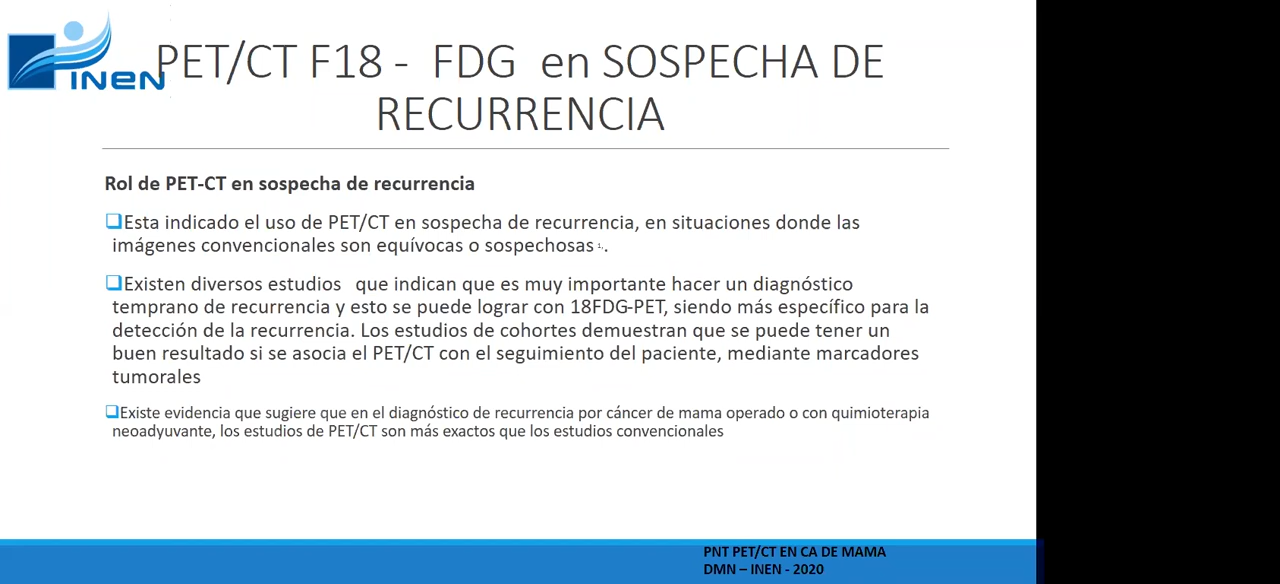 INEN
PET/CT F18 - FDG en SOSPECHA DE
RECURRENCIA
Rol de PET-CT en sospecha de recurrencia
❑Esta indicado el uso de PET/CT en sospecha de recurrencia, en situaciones donde las
imágenes convencionales son equívocas o sospechosas 1,.
❑Existen diversos estudios que indican que es muy importante hacer un diagnóstico
temprano de recurrencia y esto se puede lograr con 18FDG-PET, siendo más específico para la
detección de la recurrencia. Los estudios de cohortes demuestran que se puede tener un
buen resultado si se asocia el PET/CT con el seguimiento del paciente, mediante marcadores
tumorales
❑Existe evidencia que sugiere que en el diagnóstico de recurrencia por cáncer de mama operado o con quimioterapia
neoadyuvante, los estudios de PET/CT son más exactos que los estudios convencionales
PNT PET/CT EN CA DE MAMA
DMN – INEN - 2020